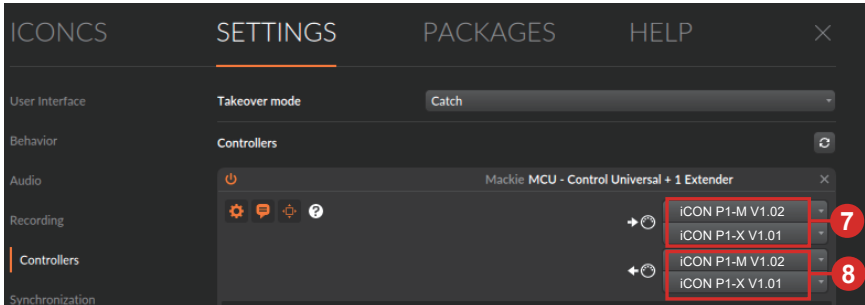 ICONCS SETTINGS PACKAGES HELP
User Interface
Takeover mode Catch
Behavior
Controllers
Audio
Mackie MCU - Control Universal + 1 Extender
Recording
iCON P1-M V1.02
iCON P1-X V1.01
7
Controllers
iCON P1-M V1.02
iCON P1-X V1.01
8
Synchronization